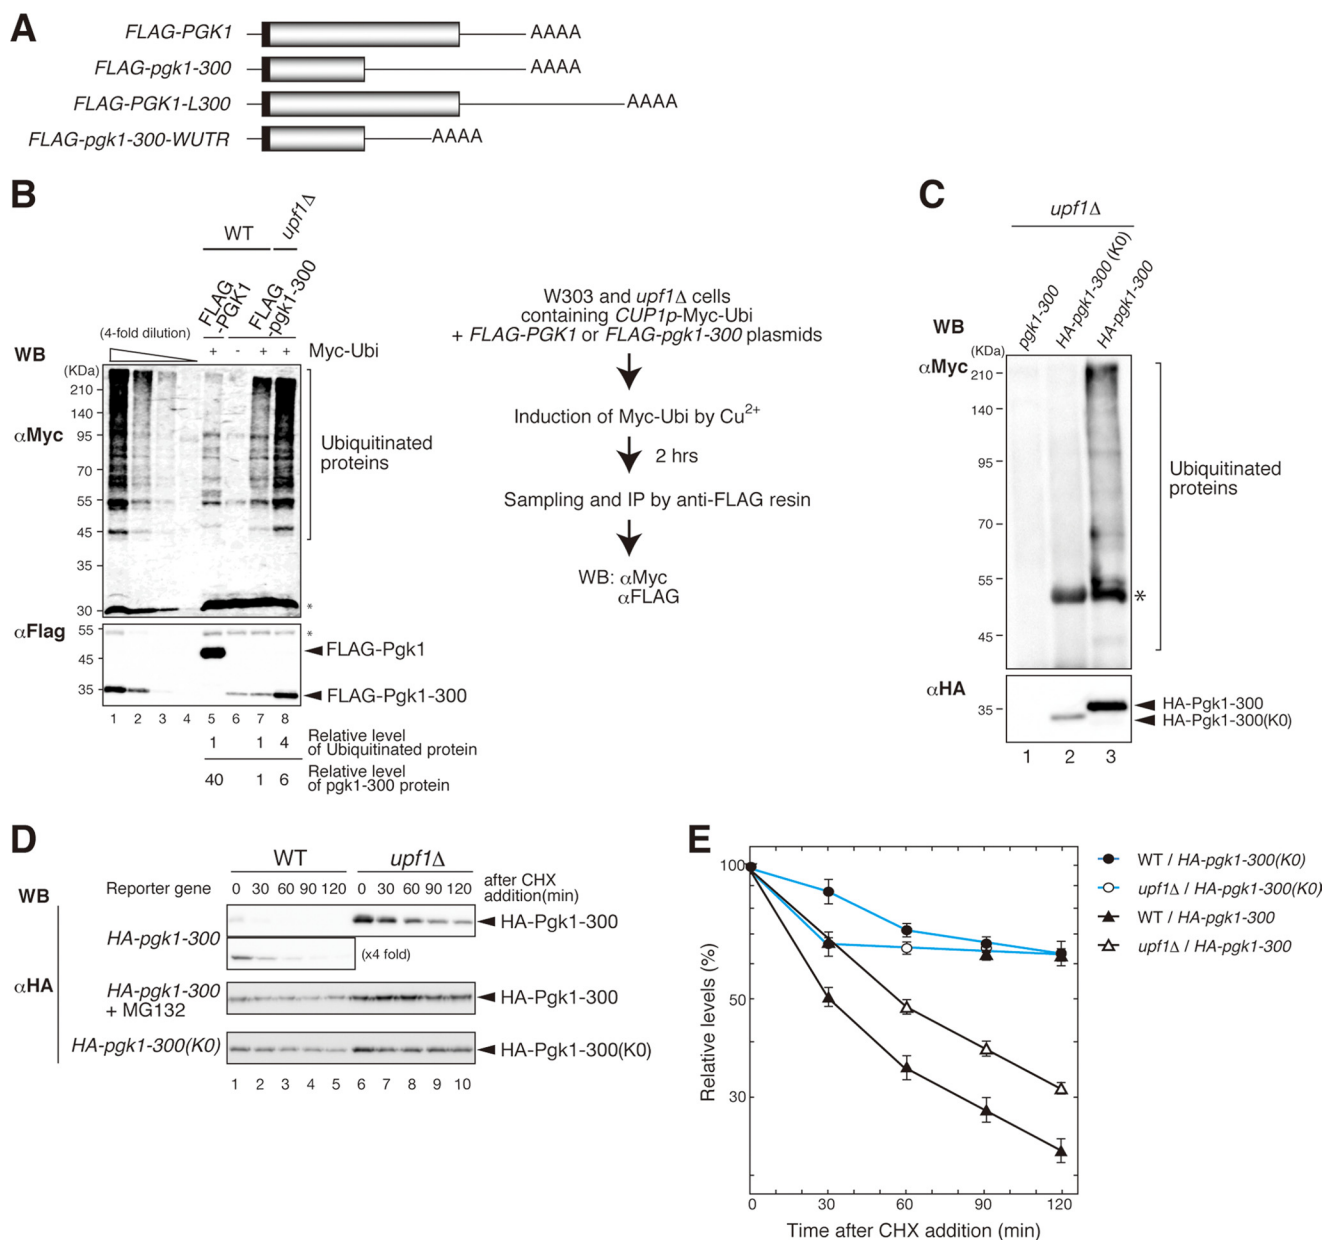 A
FLAG-PGK1 AAAA
FLAG-pgk1-300 AAAA
FLAG-PGK1-L300 AAAA
FLAG-pgk1-300-WUTR AAAA
B
WT
upf1Δ
FLAG
-PGK1
FLAG
-pgk1-300
(4-fold dilution)
WB
+ - + + Myc-Ubi
(KDa)
210
140
αMyc
95
70
55
45
35
30
*
Ubiquitinated
proteins
αFlag
55
45
35
*
FLAG-Pgk1
FLAG-Pgk1-300
1 2 3 4 5 6 7 8
1 1 4 Relative level
of Ubiquitinated protein
40 1 6 Relative level
of pgk1-300 protein
W303 and upf1Δ cells
containing CUP1p-Myc-Ubi
+ FLAG-PGK1 or FLAG-pgk1-300 plasmids
Induction of Myc-Ubi by Cu2+
2 hrs
Sampling and IP by anti-FLAG resin
WB: αMyc
αFLAG
C
upf1Δ
pgk1-300
HA-pgk1-300 (K0)
HA-pgk1-300
WB
(KDa)
αMyc
210
140
95
70
55
45
*
Ubiquitinated
proteins
αHA
35
HA-Pgk1-300
HA-Pgk1-300(K0)
1 2 3
D
WT upf1Δ
WB
Reporter gene 0 30 60 90 120 0 30 60 90 120 after CHX
addition(min)
HA-pgk1-300
HA-Pgk1-300
(x4 fold)
αHA
HA-pgk1-300
+ MG132
HA-Pgk1-300
HA-pgk1-300(K0)
HA-Pgk1-300(K0)
1 2 3 4 5 6 7 8 9 10
E
100
50
30
Relative levels (%)
0 30 60 90 120
Time after CHX addition (min)
WT / HA-pgk1-300(K0)
upf1Δ / HA-pgk1-300(K0)
WT / HA-pgk1-300
upf1Δ / HA-pgk1-300